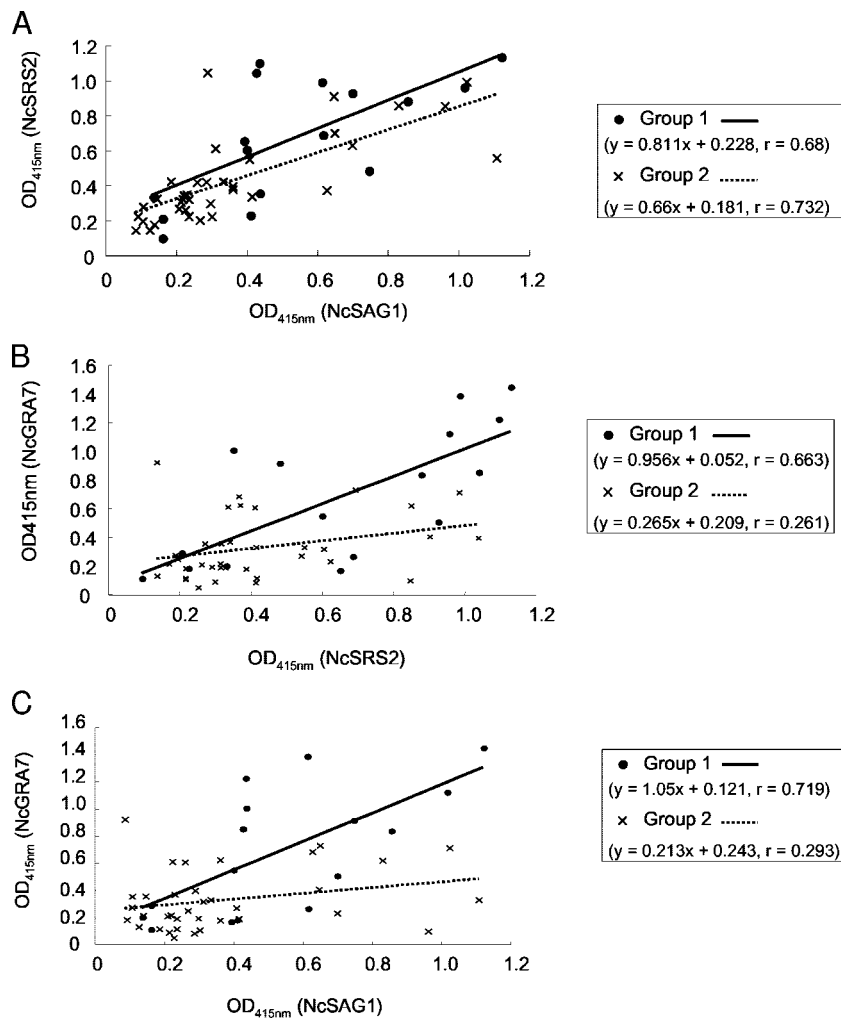 A
1.2
1.0
0.8
0.6
0.4
0.2
0
OD415nm (NcSRS2)
0.2 0.4 0.6 0.8 1.0 1.2
OD415nm (NcSAG1)
Group 1
(y = 0.811x + 0.228, r = 0.68)
Group 2
(y = 0.66x + 0.181, r = 0.732)
B
1.6
1.4
1.2
1.0
0.8
0.6
0.4
0.2
0
OD415nm (NcGRA7)
0 0.2 0.4 0.6 0.8 1.0 1.2
OD415nm (NcSRS2)
Group 1
(y = 0.956x + 0.052, r = 0.663)
Group 2
(y = 0.265x + 0.209, r = 0.261)
C
1.6
1.4
1.2
1.0
0.8
0.6
0.4
0.2
0
OD415nm (NcGRA7)
0 0.2 0.4 0.6 0.8 1.0 1.2
OD415nm (NcSAG1)
Group 1
(y = 1.05x + 0.121, r = 0.719)
Group 2
(y = 0.213x + 0.243, r = 0.293)